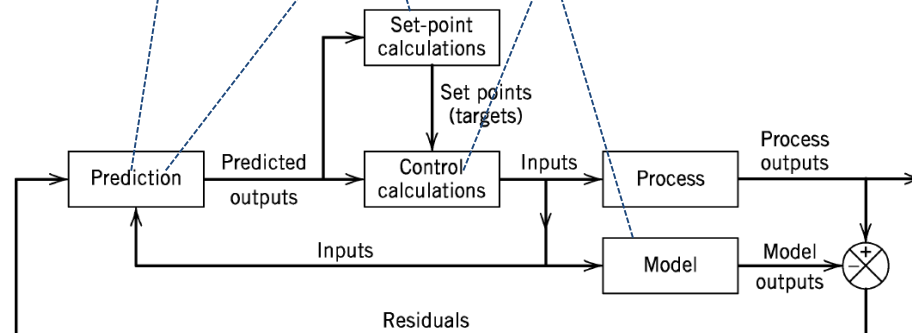 Set-point
calculations
Set points
(targets)
Prediction
Predicted
outputs
Control
calculations
Inputs
Process
Process
outputs
Inputs
Model
Model
outputs
+
−
Residuals